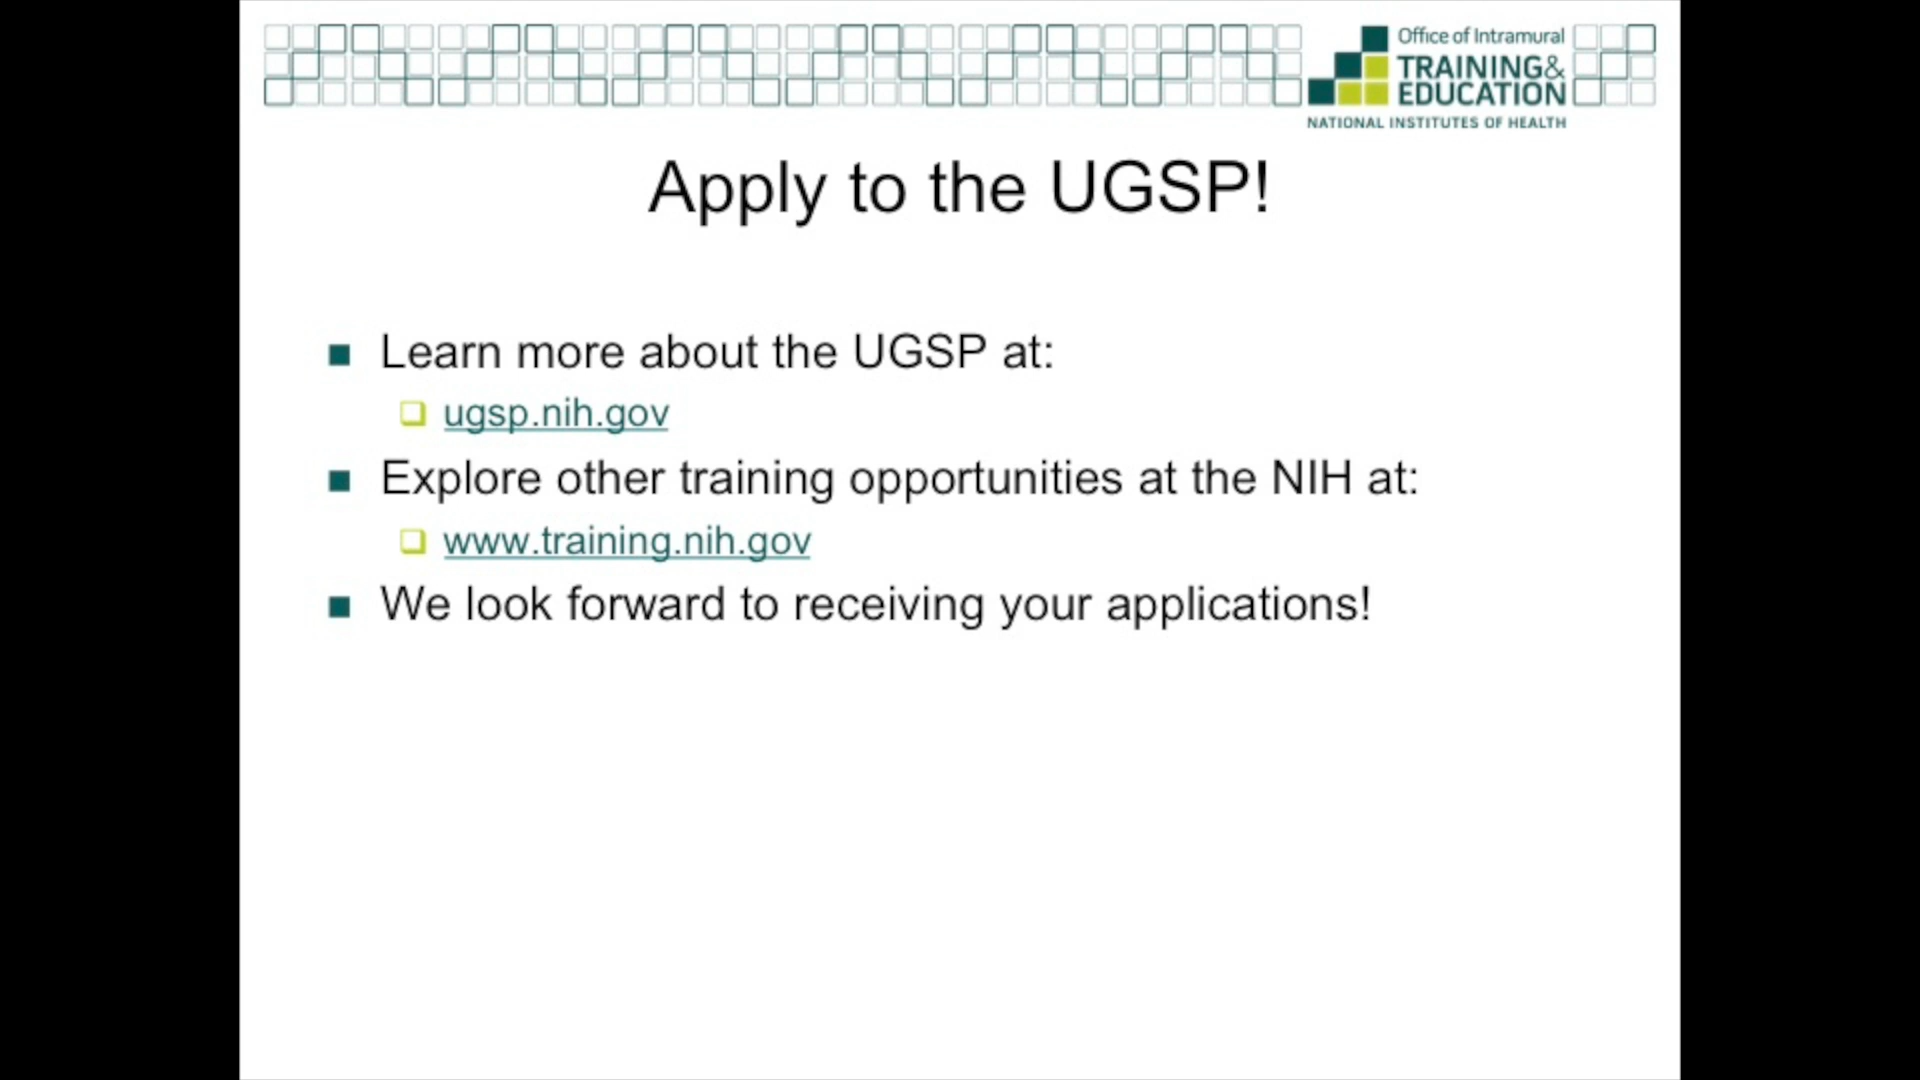 Office of Intramural
TRAINING&
EDUCATION
NATIONAL INSTITUTES OF HEALTH
Apply to the UGSP!
Learn more about the UGSP at:
ugsp.nih.gov
Explore other training opportunities at the NIH at:
www.training.nih.gov
We look forward to receiving your applications!